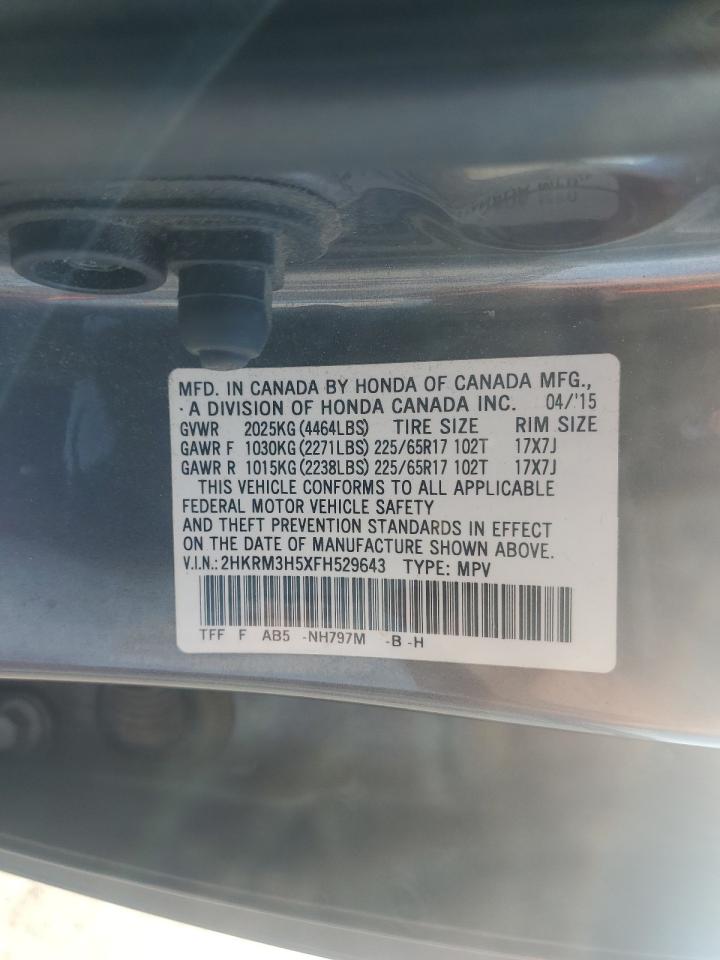 MFD. IN CANADA BY HONDA OF CANADA MFG.,
· A DIVISION OF HONDA CANADA INC. 04/'15
GVWR 2025KG (4464LBS) TIRE SIZE RIM SIZE
GAWR F 1030KG (2271LBS) 225/65R17 102T 17X7J
GAWR R 1015KG (2238LBS) 225/65R17 102T 17X7J
THIS VEHICLE CONFORMS TO ALL APPLICABLE
FEDERAL MOTOR VEHICLE SAFETY
AND THEFT PREVENTION STANDARDS IN EFFECT
ON THE DATE OF MANUFACTURE SHOWN ABOVE.
V.I.N.: 2HKRM3H5XFH529643 TYPE: MPV
TFF F AB5 -NH797M -B -H